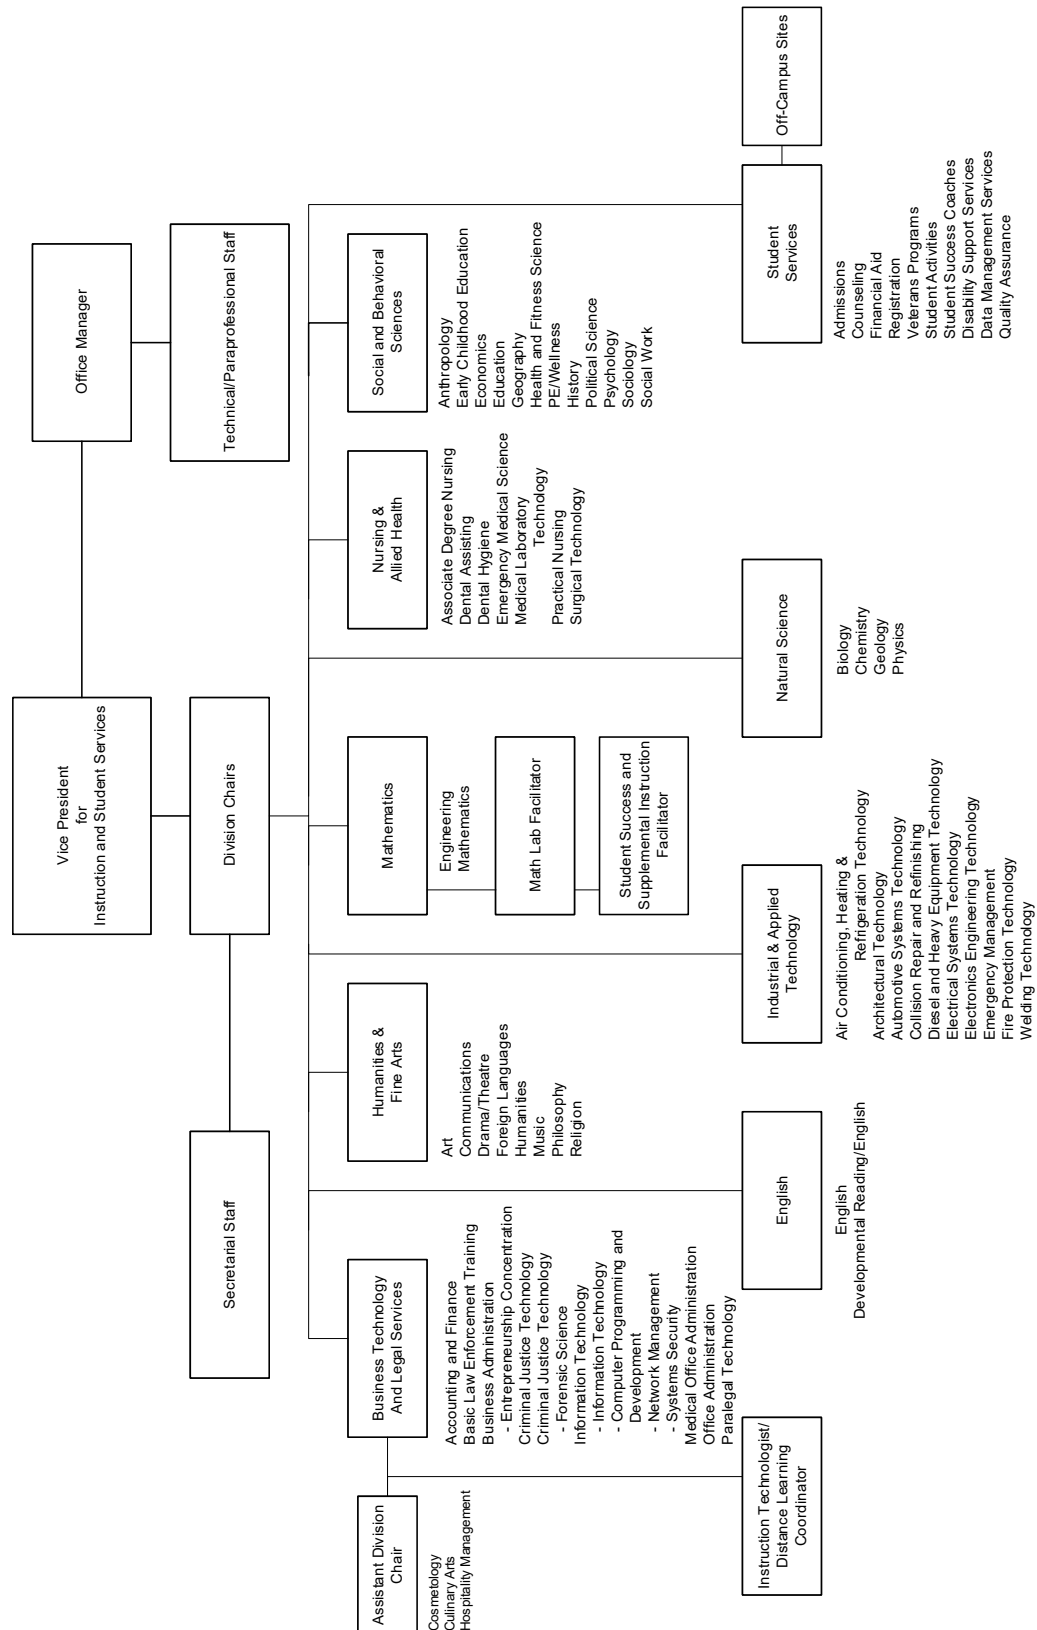 Vice President
for
Instruction and Student Services
Office Manager
Technical/Paraprofessional Staff
Secretarial Staff
Division Chairs
Assistant Division
Chair
Cosmetology
Culinary Arts
Hospitality Management
Business Technology
And Legal Services
Accounting and Finance
Basic Law Enforcement Training
Business Administration
- Entrepreneurship Concentration
Criminal Justice Technology
Criminal Justice Technology
- Forensic Science
Information Technology
- Information Technology
- Computer Programming and
Development
- Network Management
- Systems Security
Medical Office Administration
Office Administration
Paralegal Technology
Humanities &
Fine Arts
Art
Communications
Drama/Theatre
Foreign Languages
Humanities
Music
Philosophy
Religion
Mathematics
Engineering
Mathematics
Math Lab Facilitator
Student Success and
Supplemental Instruction
Facilitator
Nursing &
Allied Health
Associate Degree Nursing
Dental Assisting
Dental Hygiene
Emergency Medical Science
Medical Laboratory
Technology
Practical Nursing
Surgical Technology
Social and Behavioral
Sciences
Anthropology
Early Childhood Education
Economics
Education
Geography
Health and Fitness Science
PE/Wellness
History
Political Science
Psychology
Sociology
Social Work
Instruction Technologist/
Distance Learning
Coordinator
English
English
Developmental Reading/English
Industrial & Applied
Technology
Air Conditioning, Heating &
Refrigeration Technology
Architectural Technology
Automotive Systems Technology
Collision Repair and Refinishing
Diesel and Heavy Equipment Technology
Electrical Systems Technology
Electronics Engineering Technology
Emergency Management
Fire Protection Technology
Welding Technology
Natural Science
Biology
Chemistry
Geology
Physics
Student
Services
Admissions
Counseling
Financial Aid
Registration
Veterans Programs
Student Activities
Student Success Coaches
Disability Support Services
Data Management Services
Quality Assurance
Off-Campus Sites